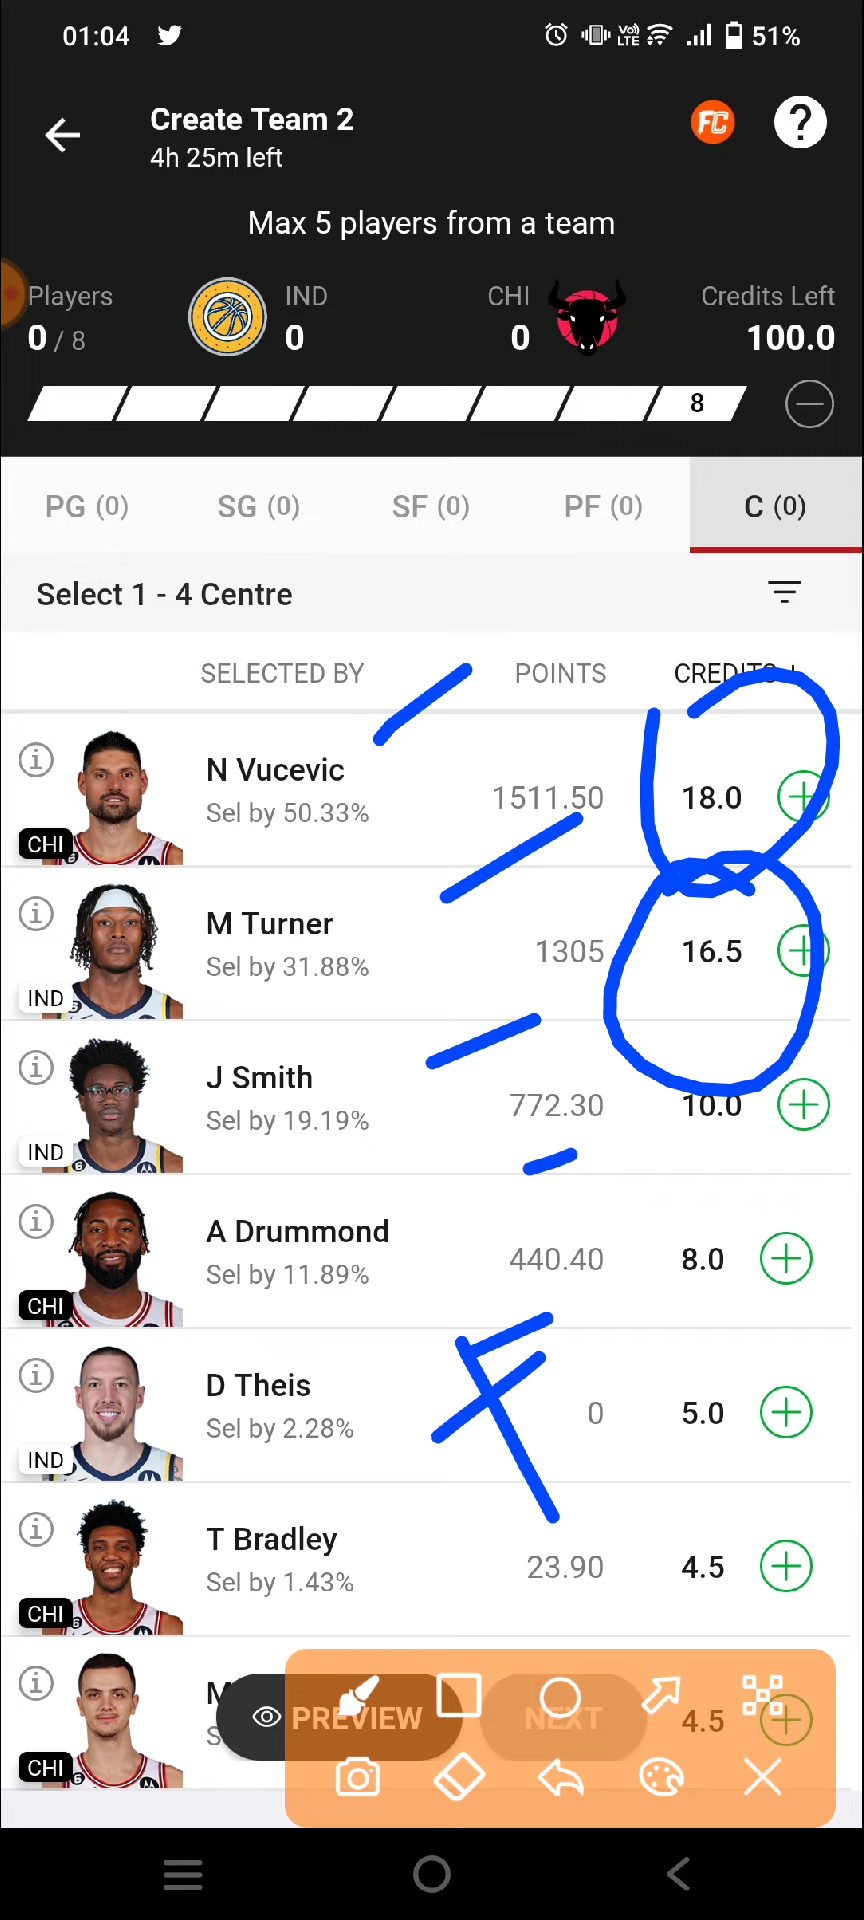 01:04 Vo) LTE 51%
Create Team 2
4h 25m left
FC ?
Max 5 players from a team
Players IND CHI Credits Left
0 / 8 0 0 100.0
8
PG (0) SG (0) SF (0) PF (0) C (0)
Select 1 - 4 Centre
SELECTED BY POINTS CREDITS ↓
N Vucevic
Sel by 50.33% 1511.50 18.0
CHI
M Turner
Sel by 31.88% 1305 16.5
IND
J Smith
Sel by 19.19% 772.30 10.0
IND
A Drummond
Sel by 11.89% 440.40 8.0
CHI
D Theis
Sel by 2.28% 0 5.0
IND
T Bradley
Sel by 1.43% 23.90 4.5
CHI
PREVIEW NEXT 4.5
CHI